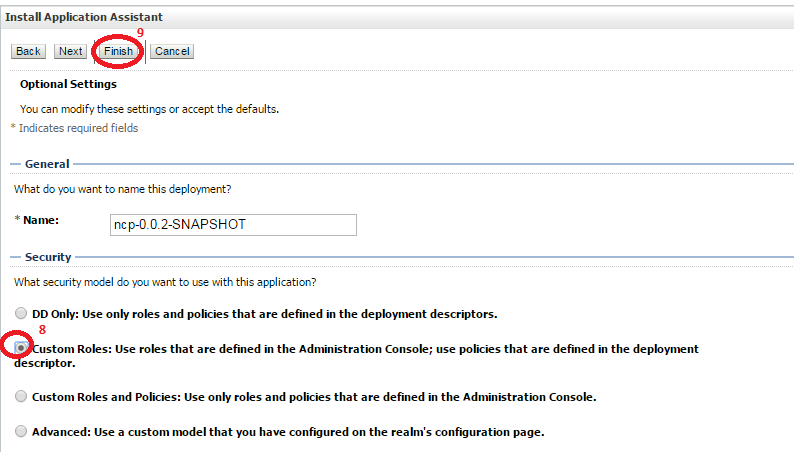 Install Application Assistant
9
Back Next Finish Cancel
Optional Settings
You can modify these settings or accept the defaults.
* Indicates required fields
General
What do you want to name this deployment?
* Name: ncp-0.0.2-SNAPSHOT
Security
What security model do you want to use with this application?
DD Only: Use only roles and policies that are defined in the deployment descriptors.
8
Custom Roles: Use roles that are defined in the Administration Console; use policies that are defined in the deployment
descriptor.
Custom Roles and Policies: Use only roles and policies that are defined in the Administration Console.
Advanced: Use a custom model that you have configured on the realm's configuration page.